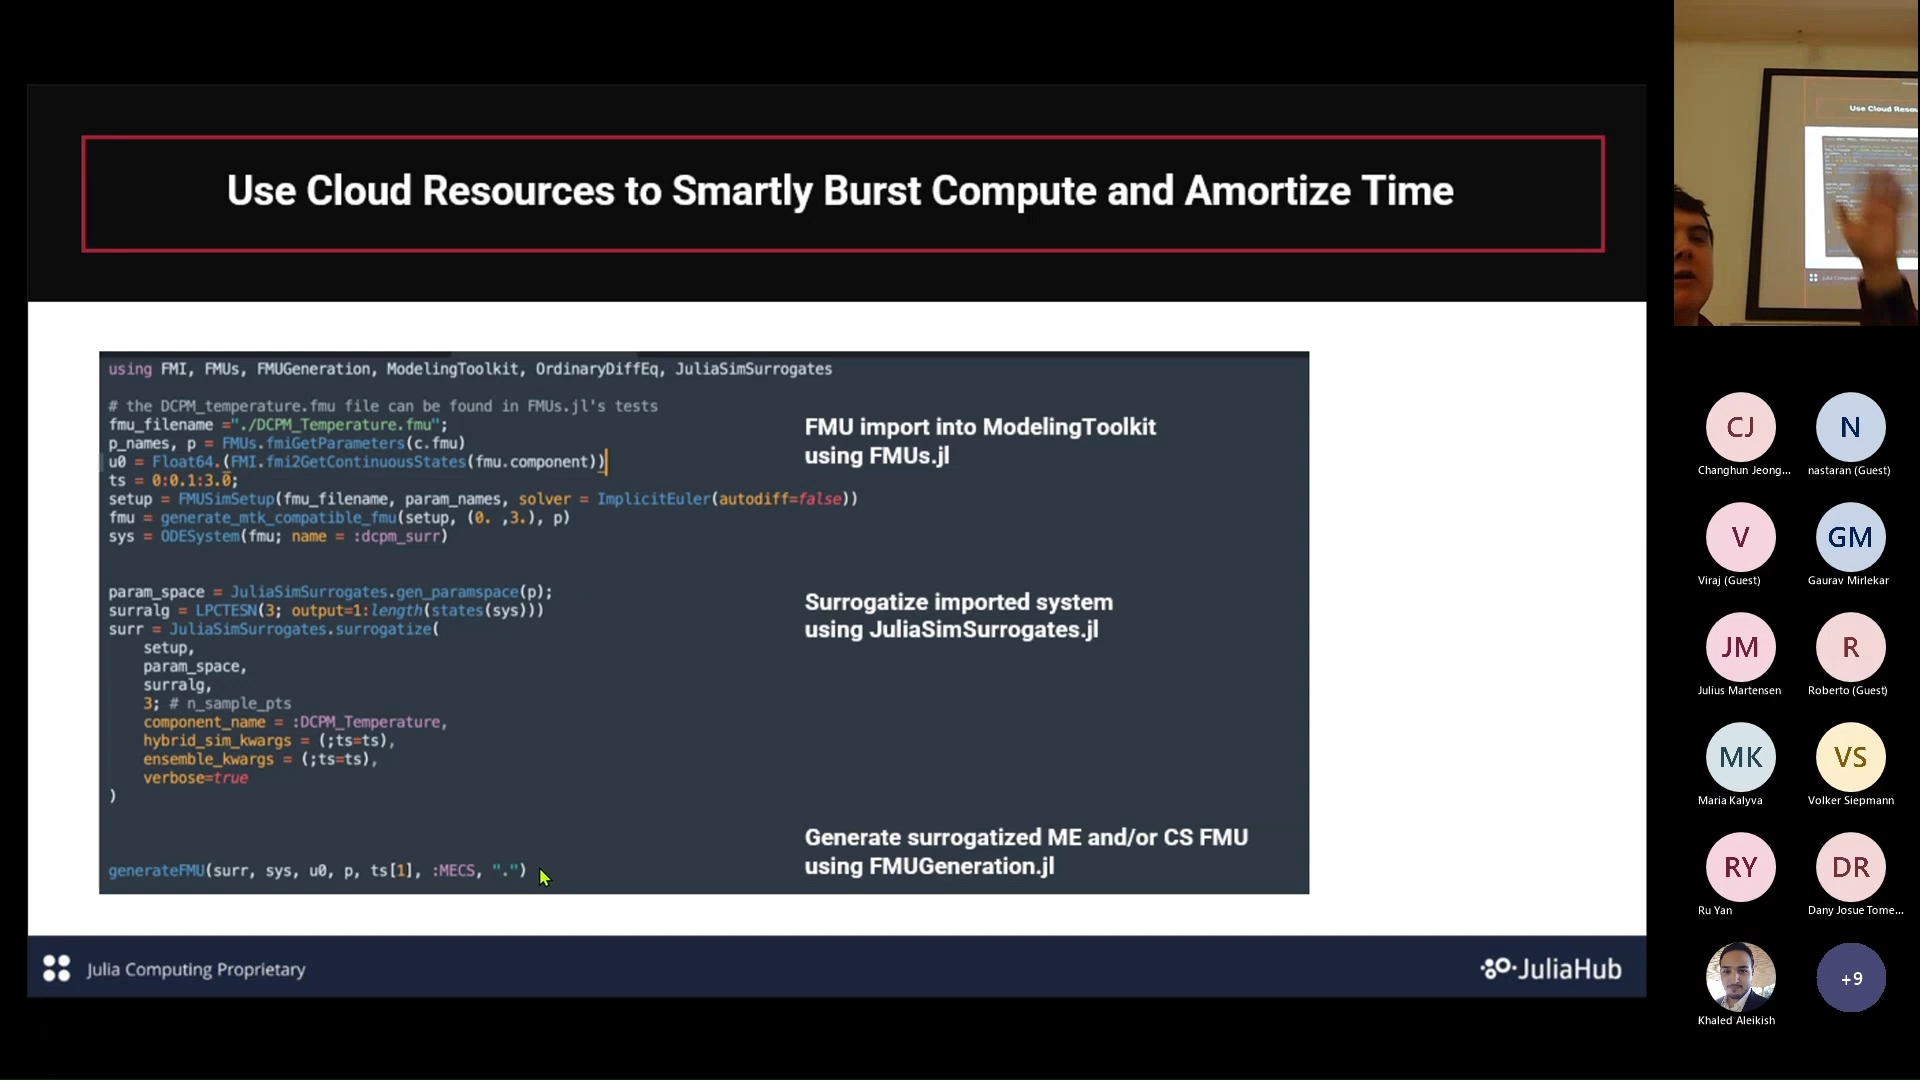 Use Cloud Resources to Smartly Burst Compute and Amortize Time
using FMI, FMUs, FMUGeneration, ModelingToolkit, OrdinaryDiffEq, JuliaSimSurrogates
# the DCPM_temperature.fmu file can be found in FMUs.jl's tests
fmu_filename ="./DCPM_Temperature.fmu";
p_names, p = FMUs.fmiGetParameters(c.fmu)
u0 = Float64.(FMI.fmi2GetContinuousStates(fmu.component))
ts = 0:0.1:3.0;
setup = FMUSimSetup(fmu_filename, param_names, solver = ImplicitEuler(autodiff=false))
fmu = generate_mtk_compatible_fmu(setup, (0. ,3.), p)
sys = ODESystem(fmu; name = :dcpm_surr)
FMU import into ModelingToolkit
using FMUs.jl
param_space = JuliaSimSurrogates.gen_paramspace(p);
surralg = LPCTESN(3; output=1:length(states(sys)))
surr = JuliaSimSurrogates.surrogatize(
setup,
param_space,
surralg,
3; # n_sample_pts
component_name = :DCPM_Temperature,
hybrid_sim_kwargs = (;ts=ts),
ensemble_kwargs = (;ts=ts),
verbose=true
)
Surrogatize imported system
using JuliaSimSurrogates.jl
generateFMU(surr, sys, u0, p, ts[1], :MECS, ".")
Generate surrogatized ME and/or CS FMU
using FMUGeneration.jl
Julia Computing Proprietary
JuliaHub
Use Cloud Resou
CJ
Changhun Jeong...
N
nastaran (Guest)
V
Viraj (Guest)
GM
Gaurav Mirlekar
JM
Julius Martensen
R
Roberto (Guest)
MK
Maria Kalyva
VS
Volker Siepmann
RY
Ru Yan
DR
Dany Josue Tome...
Khaled Aleikish
+9